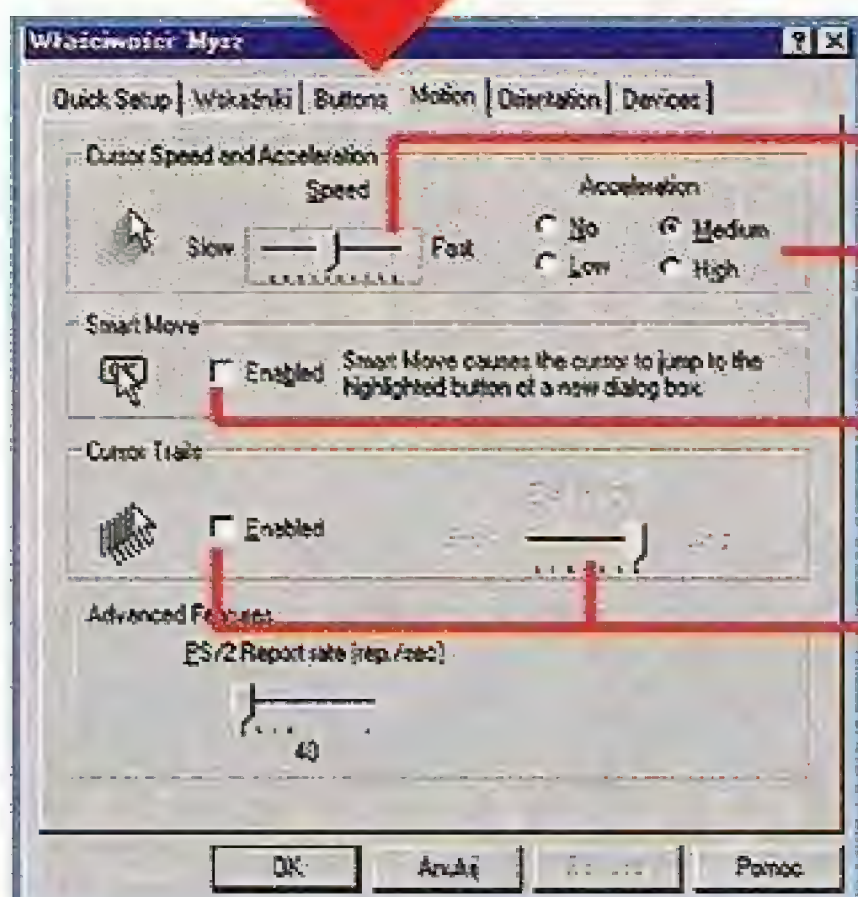 Właściwości: Mysz
Quick Setup Wskaźniki Buttons Motion Orientation Devices
Cursor Speed and Acceleration
Speed
Acceleration
Slow Fast
No Medium
Low High
Smart Move
Enabled
Smart Move causes the cursor to jump to the
highlighted button of a new dialog box.
Cursor Trails
Enabled
Advanced Features
PS/2 Report rate (rep./sec)
40
OK Anuluj Pomoc